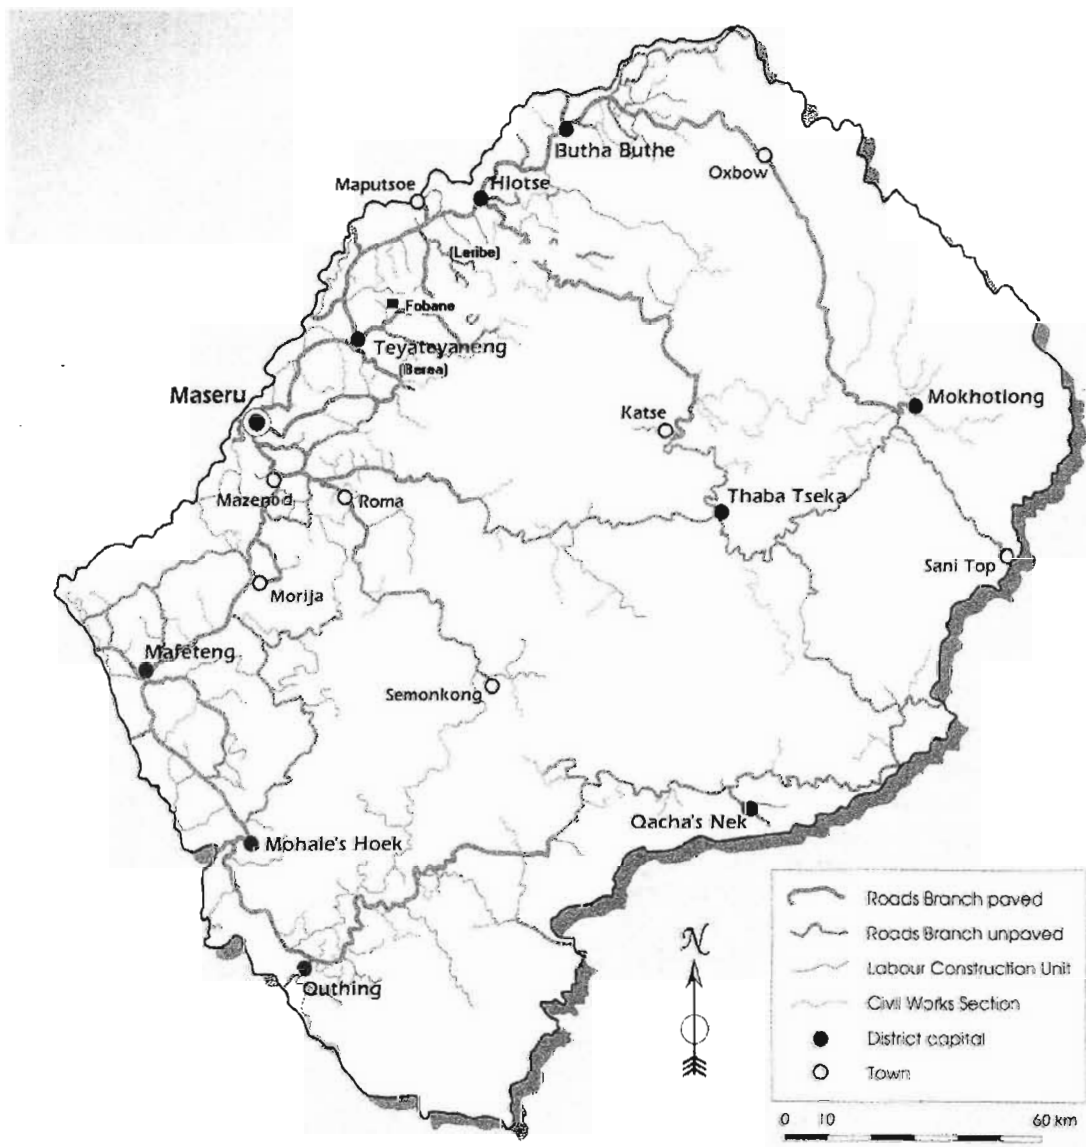 Butha Buthe
Oxbow
Maputsoe
Hlotse
(Leribe)
Fobane
Teyateyaneng
(Berea)
Maseru
Katse
Mokhotlong
Mazenod
Roma
Thaba Tseka
Sani Top
Morija
Mafeteng
Semonkong
Qacha's Nek
Mohale's Hoek
Quthing
N
Roads Branch paved
Roads Branch unpaved
Labour Construction Unit
Civil Works Section
District capital
Town
0 10 60 km